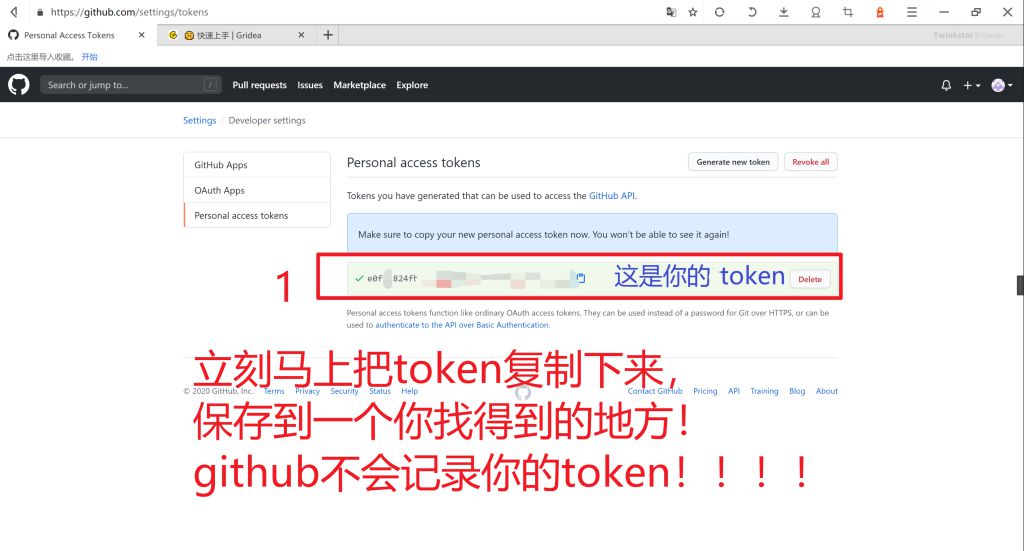 https://github.com/settings/tokens
Personal Access Tokens
快速上手 | Gridea
Twinkstar Browser
点击这里导入收藏。 开始
Search or jump to... /
Pull requests Issues Marketplace Explore
Settings / Developer settings
GitHub Apps
OAuth Apps
Personal access tokens
Personal access tokens
Generate new token
Revoke all
Tokens you have generated that can be used to access the GitHub API.
Make sure to copy your new personal access token now. You won't be able to see it again!
1
e0f 824ft
这是你的 token
Delete
Personal access tokens function like ordinary OAuth access tokens. They can be used instead of a password for Git over HTTPS, or can be
used to authenticate to the API over Basic Authentication.
立刻马上把token复制下来，
© 2020 GitHub, Inc. Terms Privacy Security Status Help
Contact GitHub Pricing API Training Blog About
保存到一个你找得到的地方！
github不会记录你的token！！！！